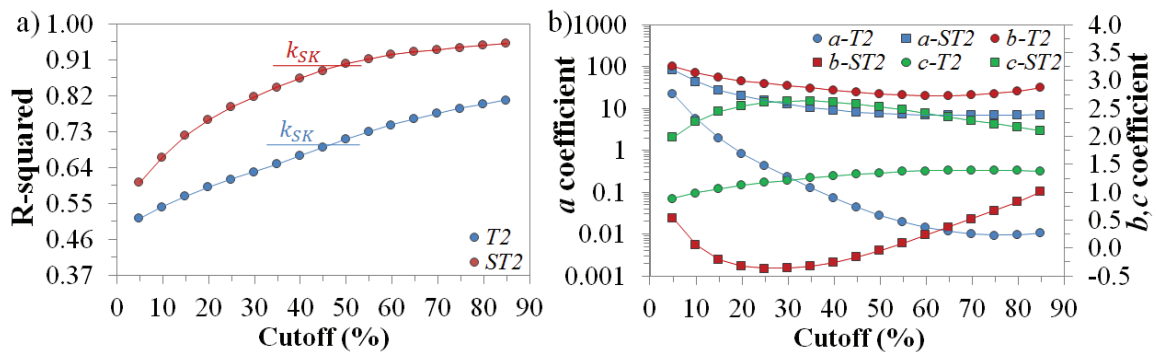 a)
1.00
0.91
0.82
0.73
0.64
0.55
0.46
0.37
R-squared
k_SK
k_SK
T2
ST2
0 10 20 30 40 50 60 70 80 90
Cutoff (%)
b)
1000
100
10
1
0.1
0.01
0.001
a coefficient
a-T2 a-ST2 b-T2
b-ST2 c-T2 c-ST2
4.0
3.5
3.0
2.5
2.0
1.5
1.0
0.5
0.0
-0.5
b,c coefficient
0 10 20 30 40 50 60 70 80 90
Cutoff (%)